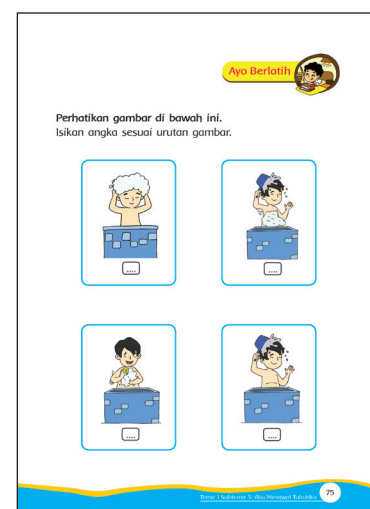 Ayo Berlatih
Perhatikan gambar di bawah ini.
Isikan angka sesuai urutan gambar.
....
....
....
....
Tema 1 Subtema 3: Aku Merawat Tubuhku
75